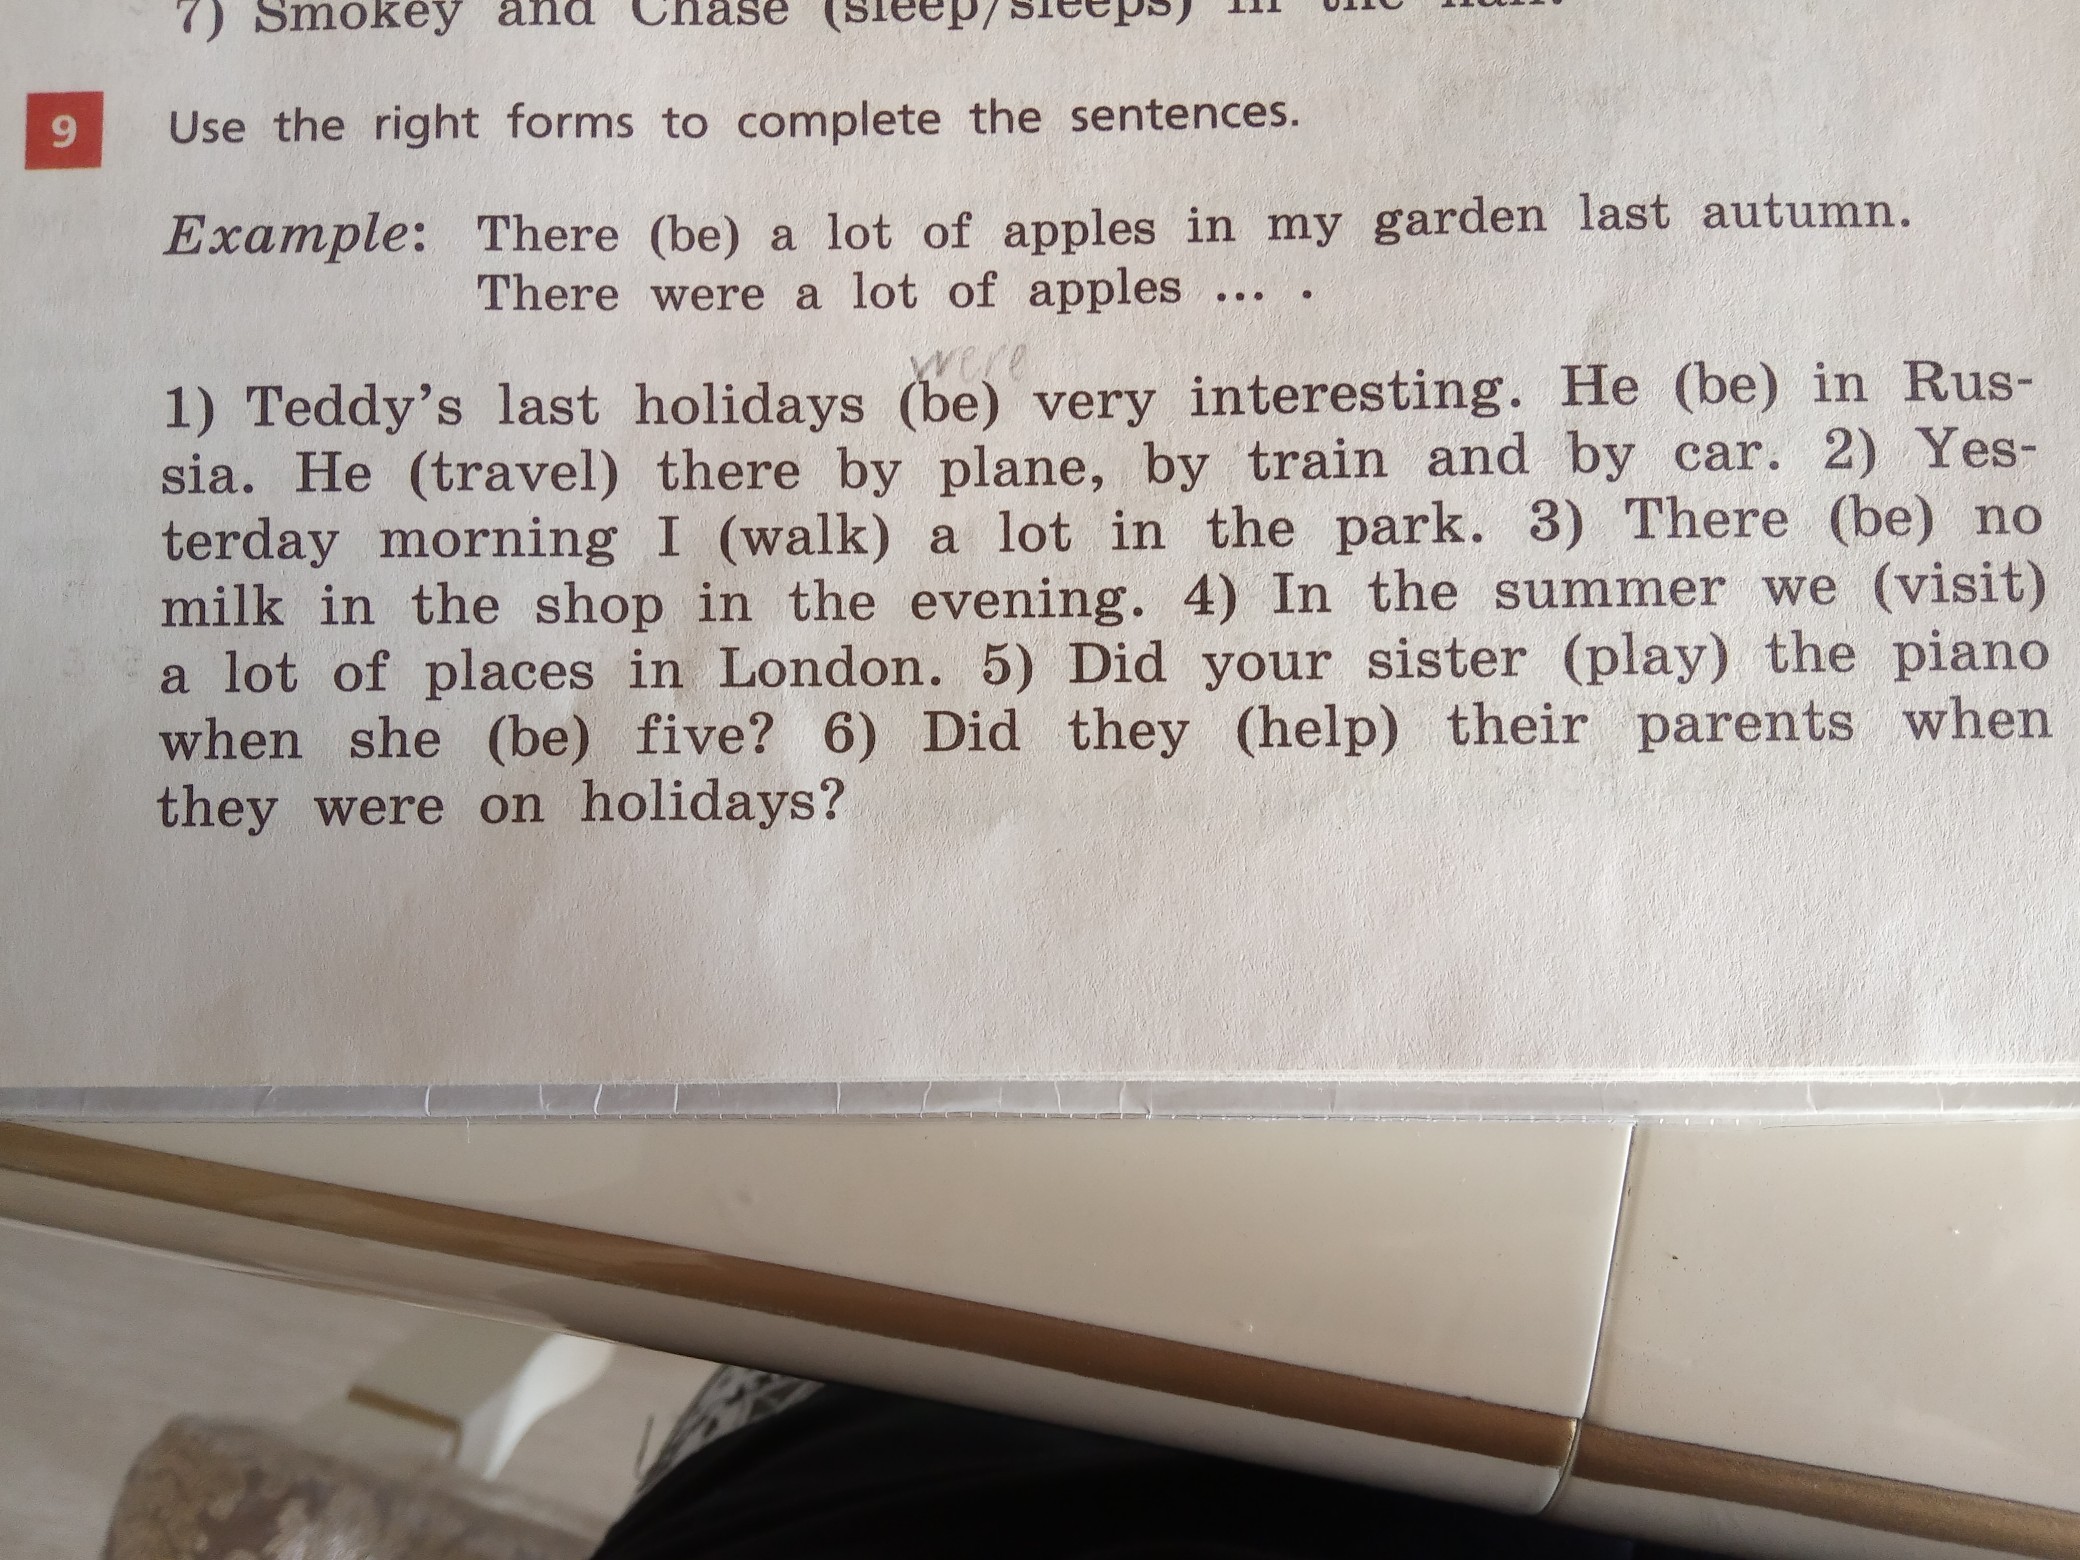 7) Smokey and Chase (sleep/sleeps) in the hall.
9 Use the right forms to complete the sentences.
Example: There (be) a lot of apples in my garden last autumn.
There were a lot of apples ... .
were
1) Teddy's last holidays (be) very interesting. He (be) in Rus-
sia. He (travel) there by plane, by train and by car. 2) Yes-
terday morning I (walk) a lot in the park. 3) There (be) no
milk in the shop in the evening. 4) In the summer we (visit)
a lot of places in London. 5) Did your sister (play) the piano
when she (be) five? 6) Did they (help) their parents when
they were on holidays?